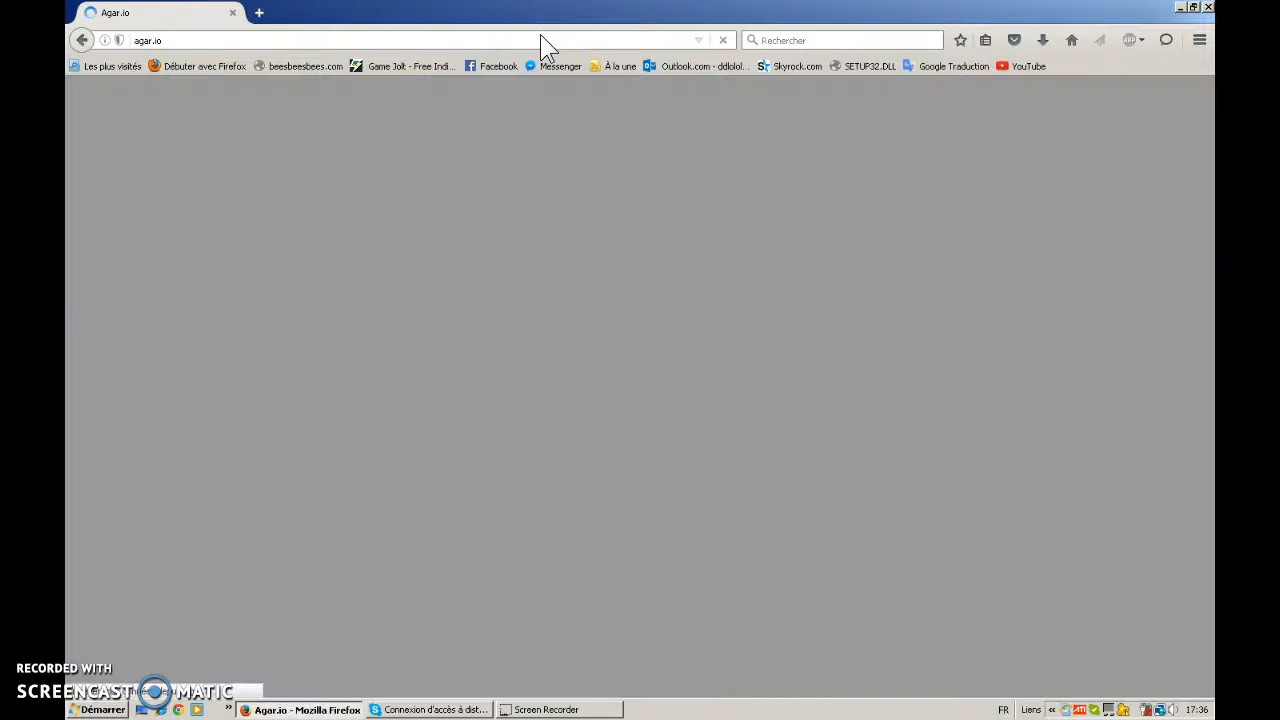 Agar.io
agar.io
Rechercher
ABP
Les plus visités Débuter avec Firefox beesbeesbees.com Game Jolt - Free Indi... Facebook Messenger À la une Outlook.com - ddlolol... Skyrock.com SETUP32.DLL Google Traduction YouTube
RECORDED WITH
SCREENCAST MATIC
Démarrer » Agar.io - Mozilla Firefox Connexion d'accès à dist... Screen Recorder FR Liens « ATI 17:36